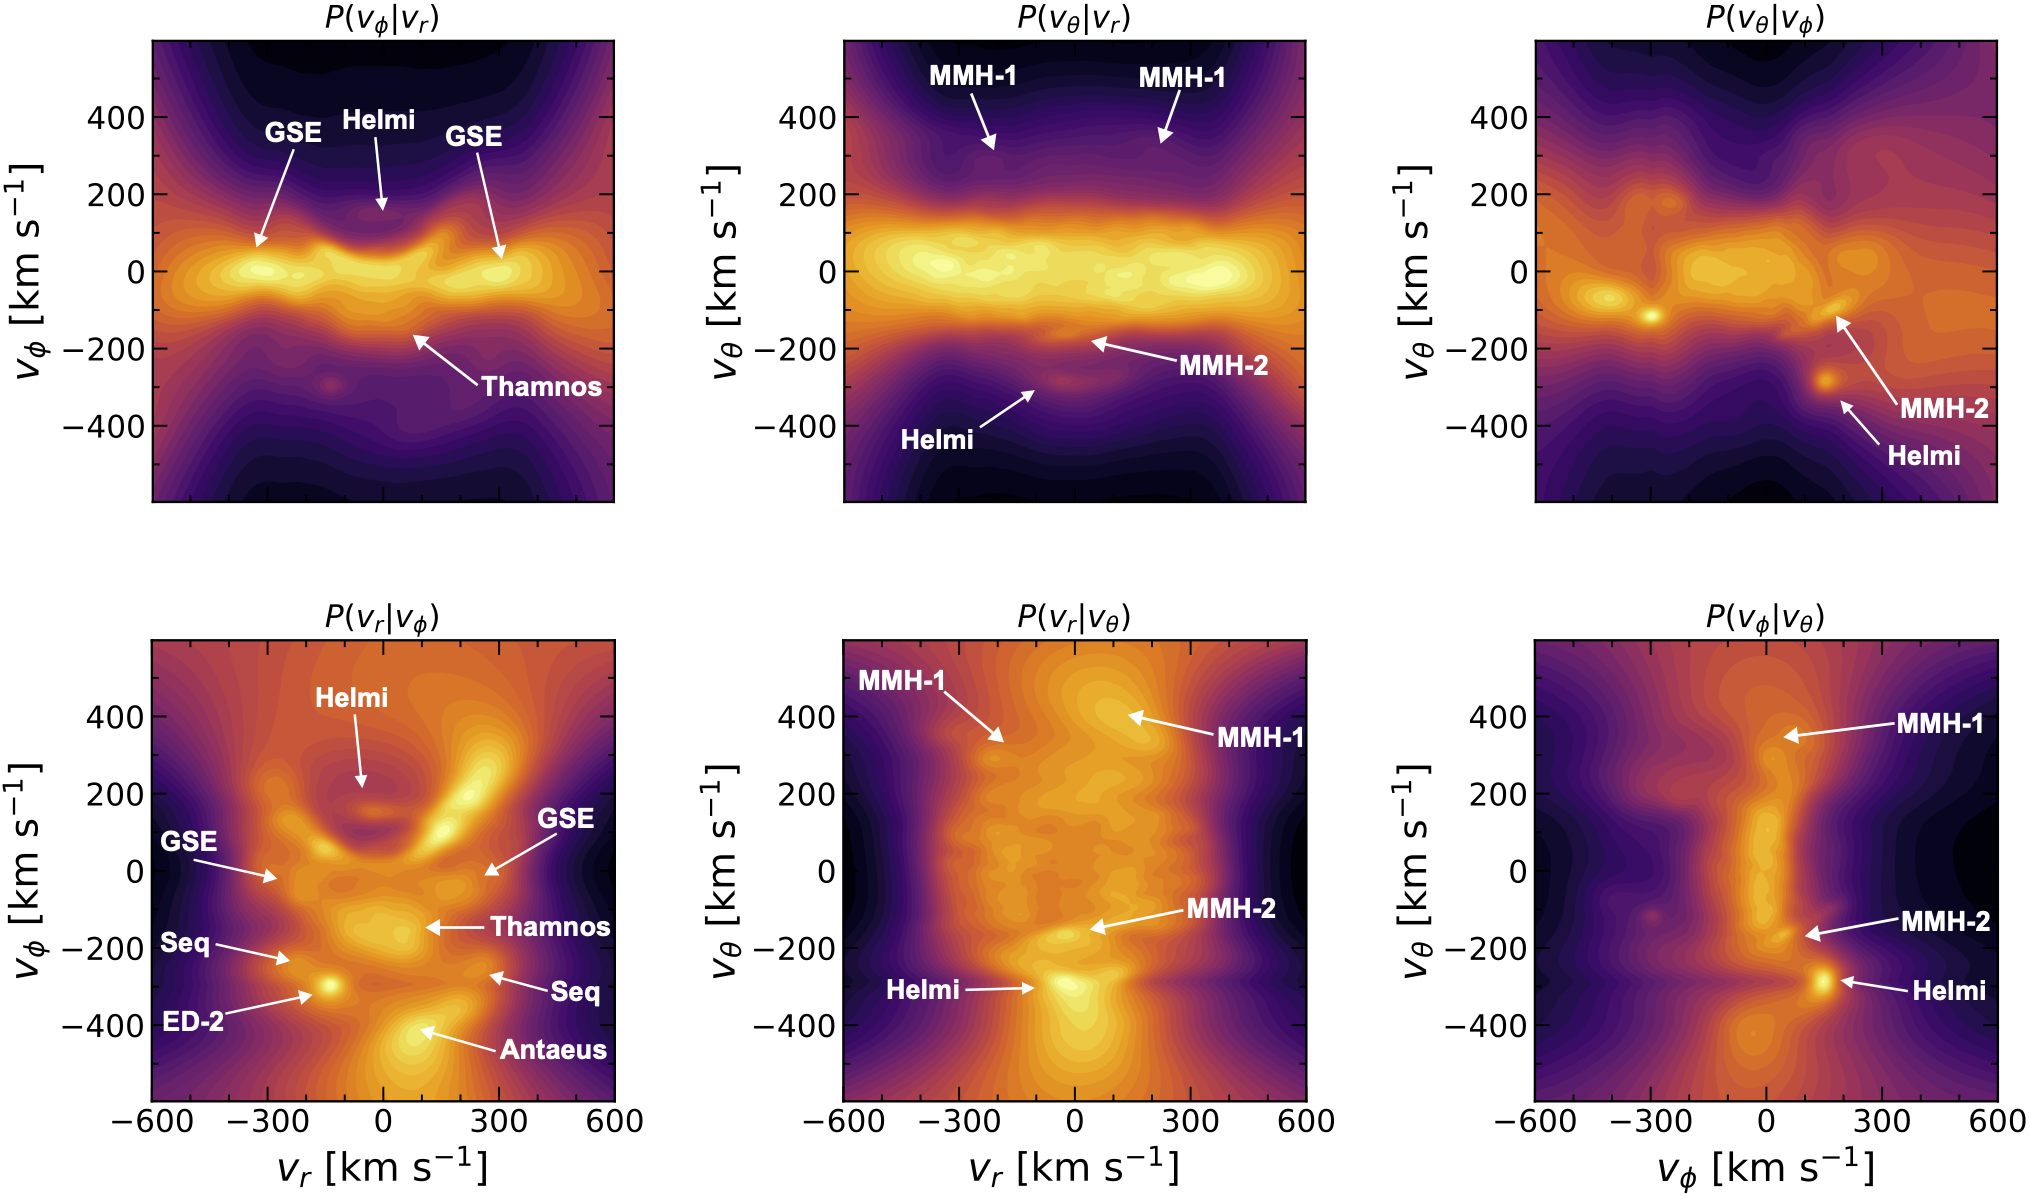 P(vϕ|vr)
P(vθ|vr)
P(vθ|vϕ)
GSE
Helmi
GSE
Thamnos
400
200
0
−200
−400
vϕ [km s−1]
MMH-1
MMH-1
MMH-2
Helmi
400
200
0
−200
−400
vθ [km s−1]
MMH-2
Helmi
400
200
0
−200
−400
vθ [km s−1]
P(vr|vϕ)
P(vr|vθ)
P(vϕ|vθ)
Helmi
GSE
GSE
Thamnos
Seq
Seq
ED-2
Antaeus
400
200
0
−200
−400
vϕ [km s−1]
−600 −300 0 300 600
vr [km s−1]
MMH-1
MMH-1
MMH-2
Helmi
400
200
0
−200
−400
vθ [km s−1]
−600 −300 0 300 600
vr [km s−1]
MMH-1
MMH-2
Helmi
400
200
0
−200
−400
vθ [km s−1]
−600 −300 0 300 600
vϕ [km s−1]